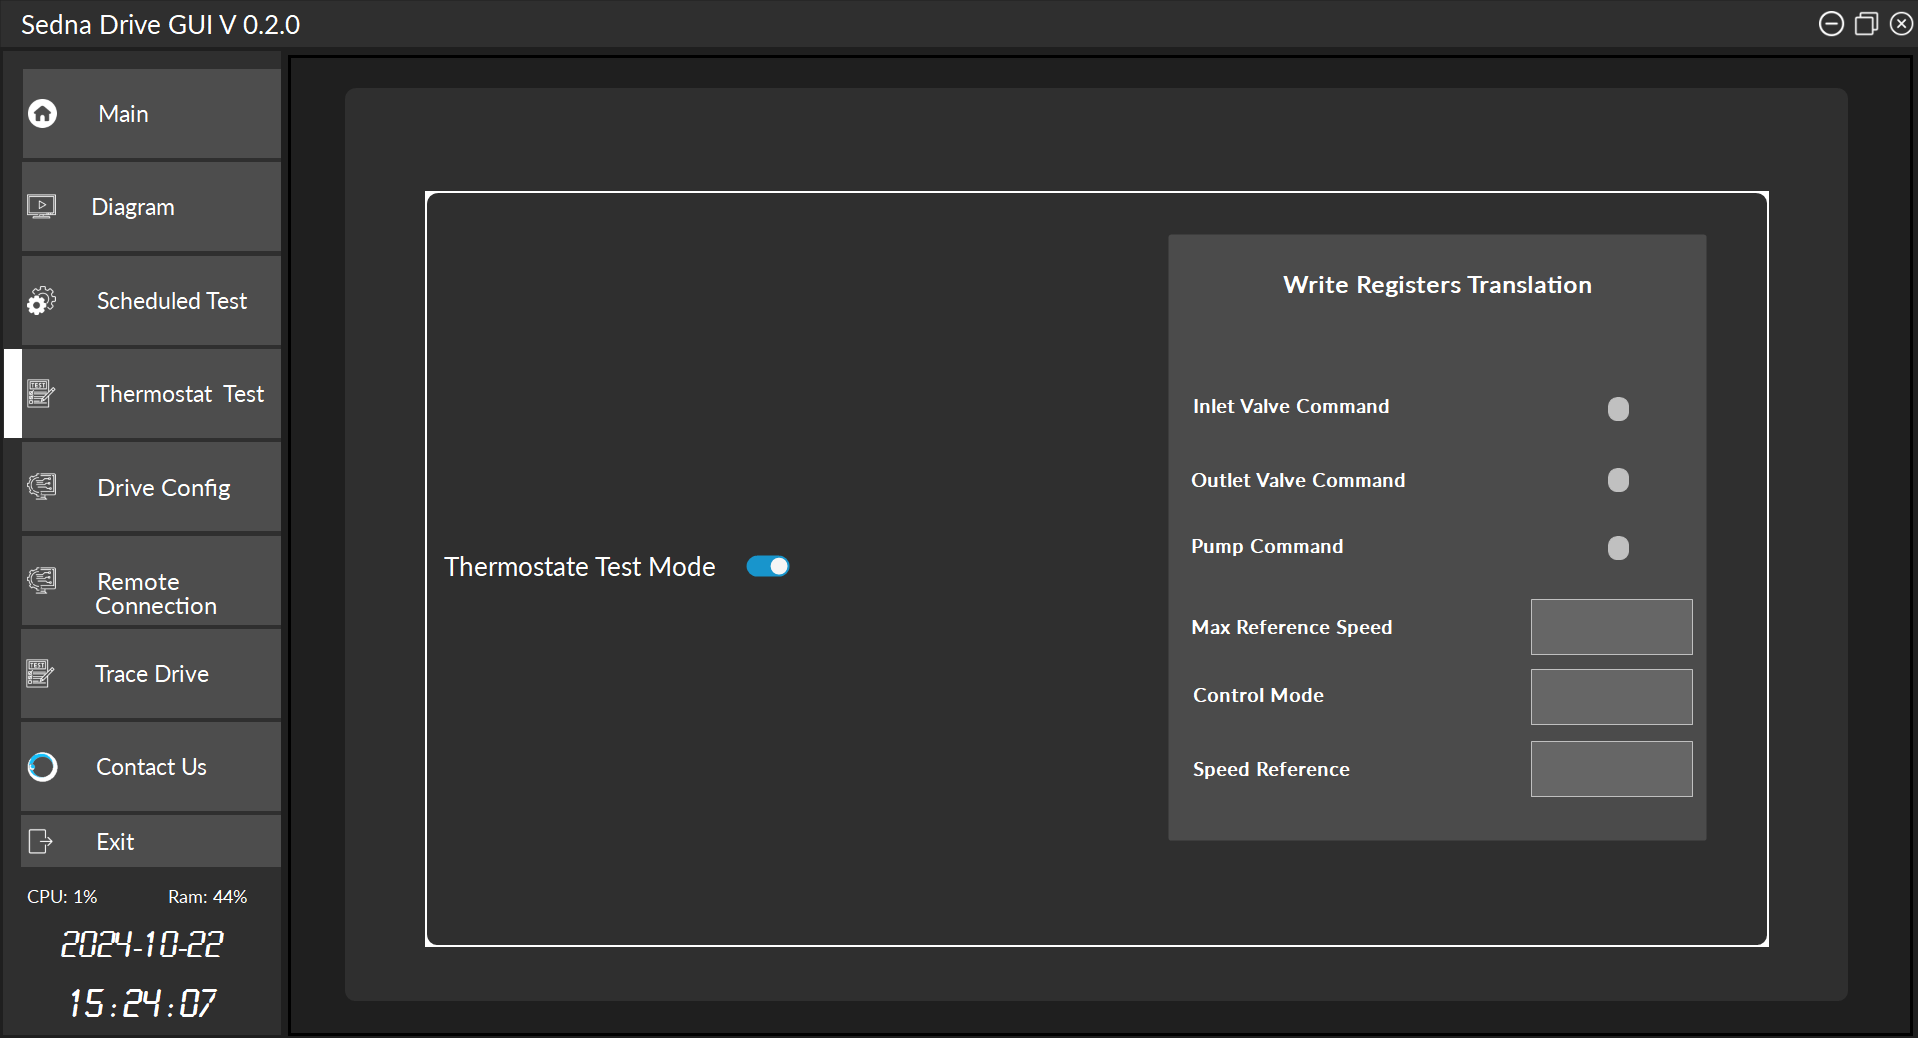 Sedna Drive GUI V 0.2.0
Main
Diagram
Scheduled Test
Thermostat  Test
Drive Config
Remote
Connection
Trace Drive
Contact Us
Exit
CPU: 1%
Ram: 44%
2024-10-22
15:24:07
Thermostate Test Mode
Write Registers Translation
Inlet Valve Command
Outlet Valve Command
Pump Command
Max Reference Speed
Control Mode
Speed Reference
TEST
TEST